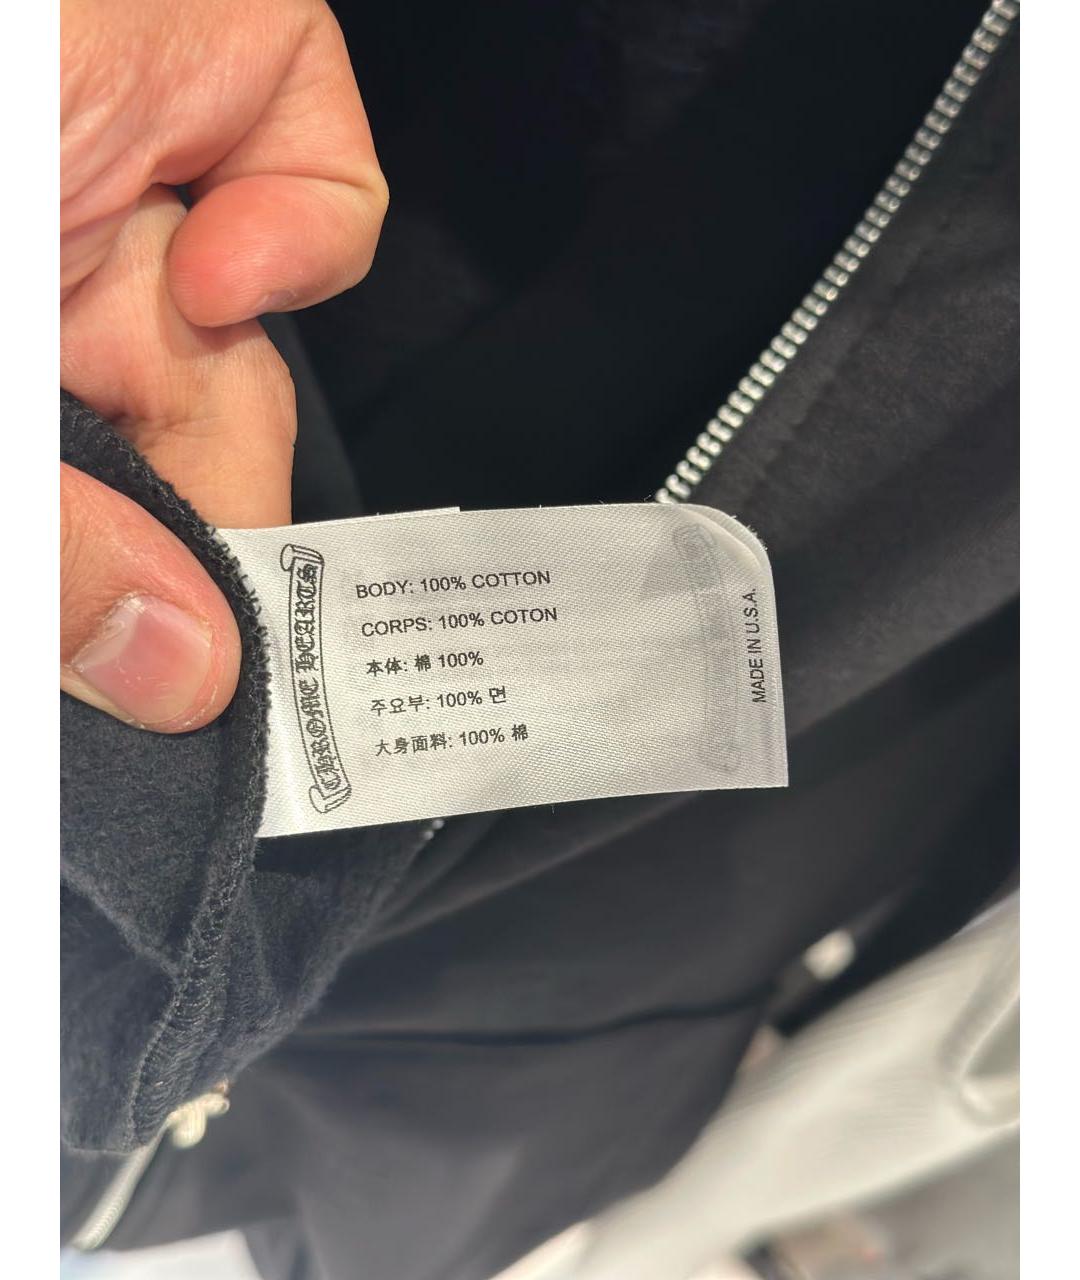 CHROME HEARTS
BODY: 100% COTTON
CORPS: 100% COTON
本体: 棉 100%
주요부: 100% 면
大身面料: 100% 棉
MADE IN U.S.A.